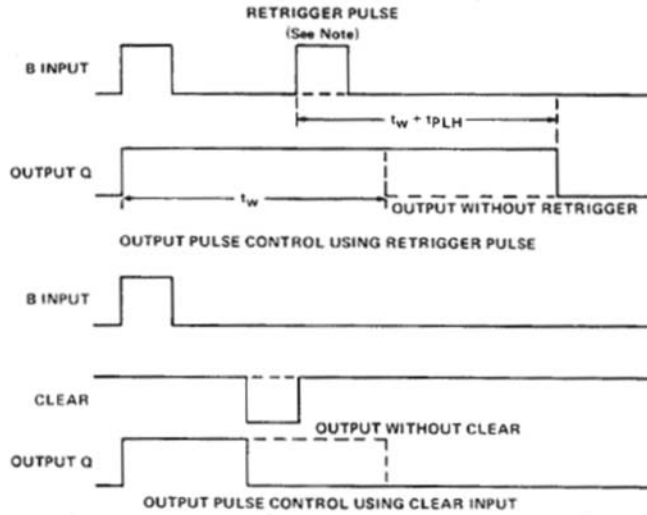 RETRIGGER PULSE
(See Note)
B INPUT
tw + tPLH
OUTPUT Q
tw
OUTPUT WITHOUT RETRIGGER
OUTPUT PULSE CONTROL USING RETRIGGER PULSE
B INPUT
CLEAR
OUTPUT WITHOUT CLEAR
OUTPUT Q
OUTPUT PULSE CONTROL USING CLEAR INPUT